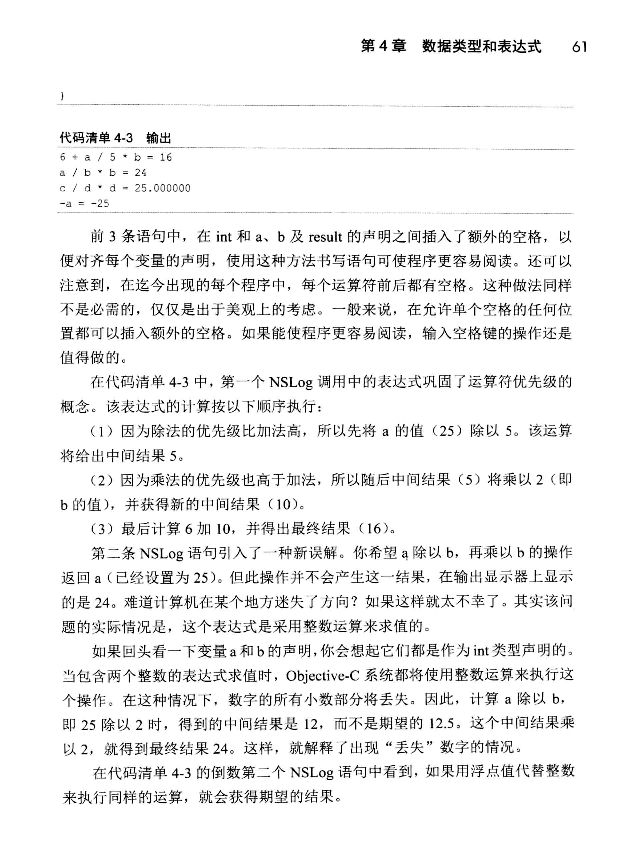 第 4 章 数据类型和表达式 61
}
代码清单 4-3 输出
6 + a / 5 * b = 16
a / b * b = 24
c / d * d = 25.000000
-a = -25
前 3 条语句中，在 int 和 a、b 及 result 的声明之间插入了额外的空格，以
便对齐每个变量的声明，使用这种方法书写语句可使程序更容易阅读。还可以
注意到，在迄今出现的每个程序中，每个运算符前后都有空格。这种做法同样
不是必需的，仅仅是出于美观上的考虑。一般来说，在允许单个空格的任何位
置都可以插入额外的空格。如果能使程序更容易阅读，输入空格键的操作还是
值得做的。
在代码清单 4-3 中，第一个 NSLog 调用中的表达式巩固了运算符优先级的
概念。该表达式的计算按以下顺序执行：
（1）因为除法的优先级比加法高，所以先将 a 的值（25）除以 5。该运算
将给出中间结果 5。
（2）因为乘法的优先级也高于加法，所以随后中间结果（5）将乘以 2（即
b 的值），并获得新的中间结果（10）。
（3）最后计算 6 加 10，并得出最终结果（16）。
第二条 NSLog 语句引入了一种新误解。你希望 a 除以 b，再乘以 b 的操作
返回 a（已经设置为 25）。但此操作并不会产生这一结果，在输出显示器上显示
的是 24。难道计算机在某个地方迷失了方向？如果这样就太不幸了。其实该问
题的实际情况是，这个表达式是采用整数运算来求值的。
如果回头看一下变量 a 和 b 的声明，你会想起它们都是作为 int 类型声明的。
当包含两个整数的表达式求值时，Objective-C 系统都将使用整数运算来执行这
个操作。在这种情况下，数字的所有小数部分将丢失。因此，计算 a 除以 b，
即 25 除以 2 时，得到的中间结果是 12，而不是期望的 12.5。这个中间结果乘
以 2，就得到最终结果 24。这样，就解释了出现“丢失”数字的情况。
在代码清单 4-3 的倒数第二个 NSLog 语句中看到，如果用浮点值代替整数
来执行同样的运算，就会获得期望的结果。